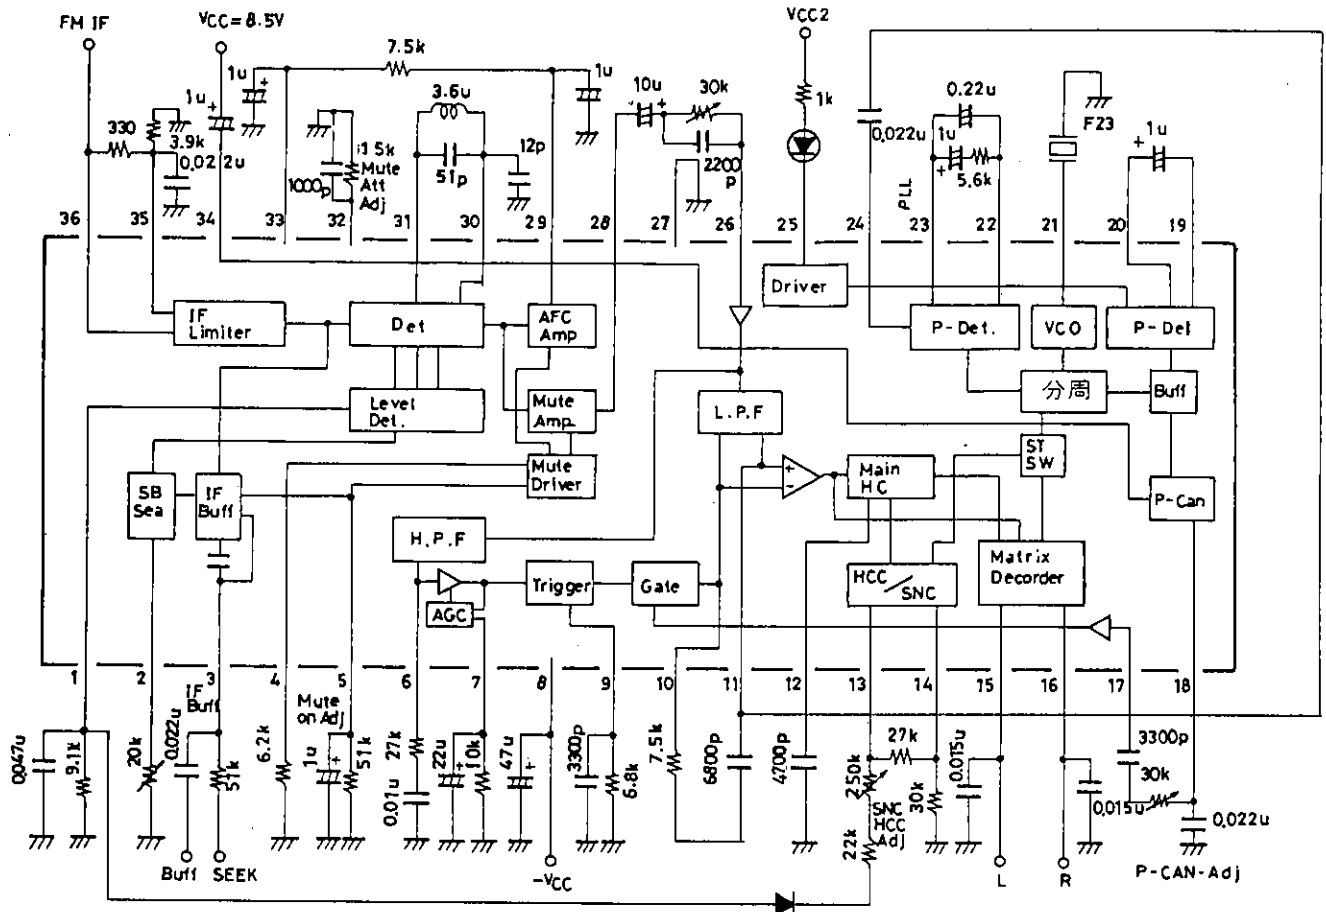 FM IF
VCC = 8.5V
VCC2
7.5k
1u
1u
1u
3.6u
10u
30k
1k
0.22u
F23
330
3.9k
0.022u
51p
12p
1000p
1.5k
Mute
Att
Adj
2200
p
0.022u
1u
5.6k
1u
PLL
36
35
34
33
32
31
30
29
28
27
26
25
24
23
22
21
20
19
Driver
IF
Limiter
Det
AFC
Amp
P-Det.
VCO
P-Det
Level
Det.
Mute
Amp
L.P.F
分周
Buff
SB
Sea
IF
Buff
Mute
Driver
+
-
Main
HC
ST
SW
P-Can
H.P.F
AGC
Trigger
Gate
HCC
/SNC
Matrix
Decorder
1
2
3
4
5
6
7
8
9
10
11
12
13
14
15
16
17
18
IF
Buff
Mute
on Adj
0.047u
9.1k
20k
0.022u
51k
6.2k
1u
51k
27k
0.01u
22u
10k
47u
3300p
6.8k
7.5k
6800p
4700p
250k
27k
SNC
HCC
Adj
22k
30k
0.015u
0.015u
3300p
30k
0.022u
Buff
SEEK
-VCC
L
R
P-CAN-Adj